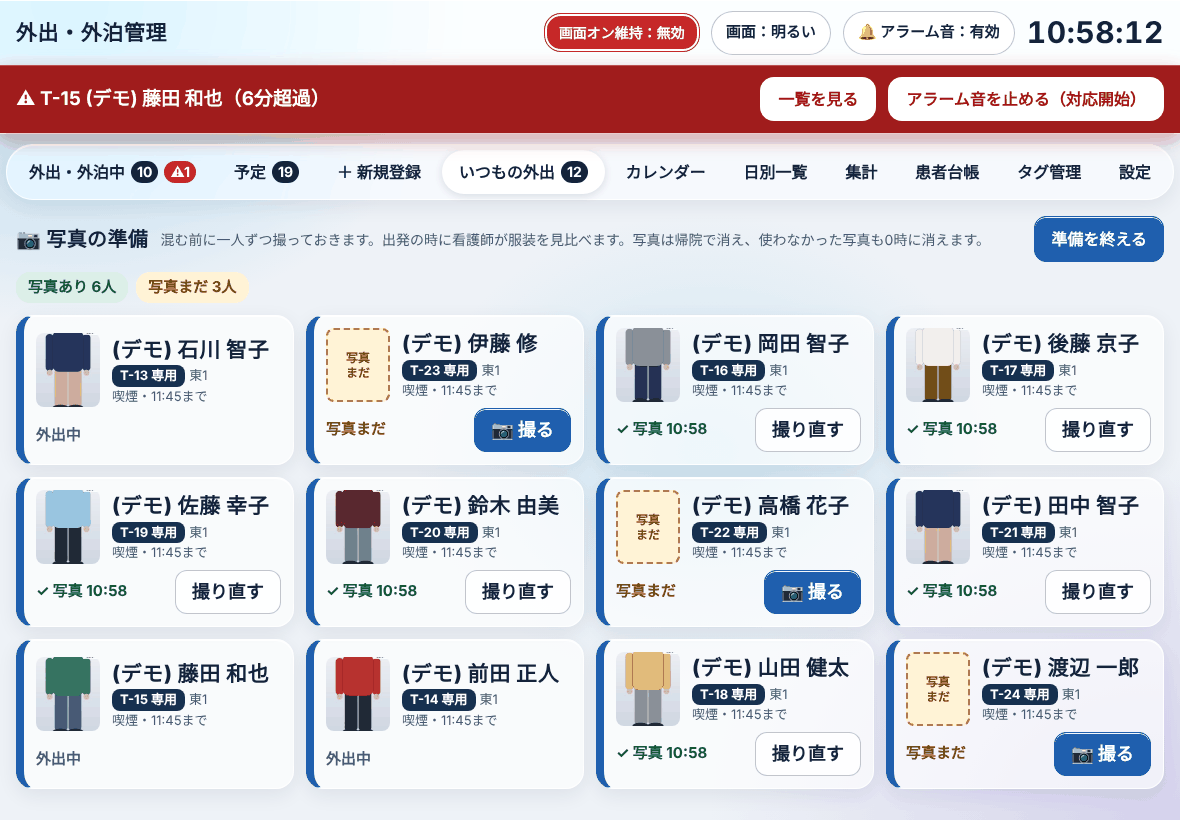 外出・外泊管理
画面オン維持：無効
画面：明るい
🔔 アラーム音：有効
10:58:12
⚠ T-15 (デモ) 藤田 和也（6分超過）
一覧を見る
アラーム音を止める（対応開始）
外出・外泊中 10 ⚠1
予定 19
＋ 新規登録
いつもの外出 12
カレンダー
日別一覧
集計
患者台帳
タグ管理
設定
📷 写真の準備
混む前に一人ずつ撮っておきます。出発の時に看護師が服装を見比べます。写真は帰院で消え、使わなかった写真も0時に消えます。
準備を終える
写真あり 6人
写真まだ 3人
(デモ) 石川 智子
T-13 専用 東1
喫煙・11:45まで
外出中
写真
まだ
(デモ) 伊藤 修
T-23 専用 東1
喫煙・11:45まで
写真まだ
📷 撮る
(デモ) 岡田 智子
T-16 専用 東1
喫煙・11:45まで
✓ 写真 10:58
撮り直す
(デモ) 後藤 京子
T-17 専用 東1
喫煙・11:45まで
✓ 写真 10:58
撮り直す
(デモ) 佐藤 幸子
T-19 専用 東1
喫煙・11:45まで
✓ 写真 10:58
撮り直す
(デモ) 鈴木 由美
T-20 専用 東1
喫煙・11:45まで
✓ 写真 10:58
撮り直す
写真
まだ
(デモ) 高橋 花子
T-22 専用 東1
喫煙・11:45まで
写真まだ
📷 撮る
(デモ) 田中 智子
T-21 専用 東1
喫煙・11:45まで
✓ 写真 10:58
撮り直す
(デモ) 藤田 和也
T-15 専用 東1
喫煙・11:45まで
外出中
(デモ) 前田 正人
T-14 専用 東1
喫煙・11:45まで
外出中
(デモ) 山田 健太
T-18 専用 東1
喫煙・11:45まで
✓ 写真 10:58
撮り直す
写真
まだ
(デモ) 渡辺 一郎
T-24 専用 東1
喫煙・11:45まで
写真まだ
📷 撮る